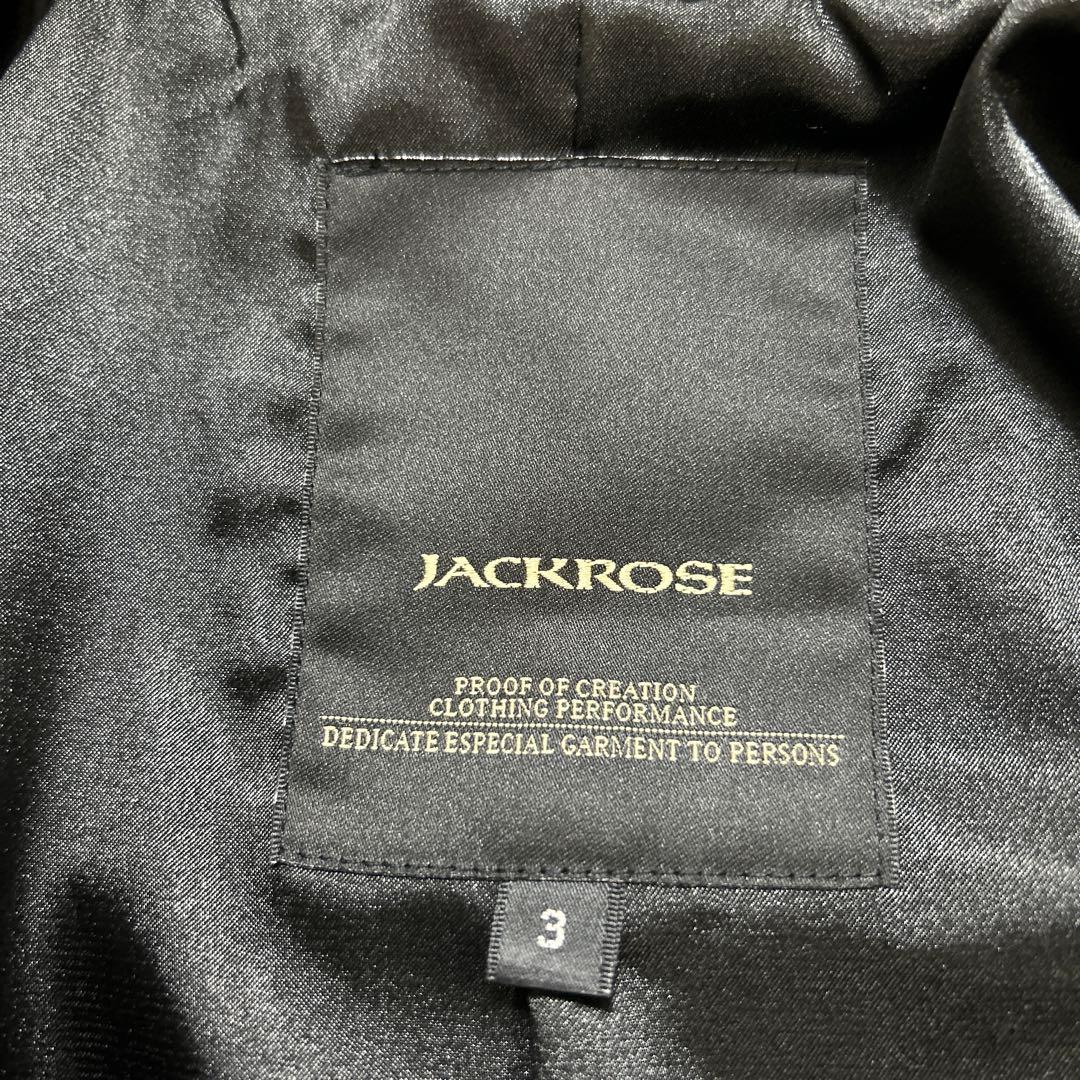 JACKROSE
PROOF OF CREATION
CLOTHING PERFORMANCE
DEDICATE ESPECIAL GARMENT TO PERSONS
3